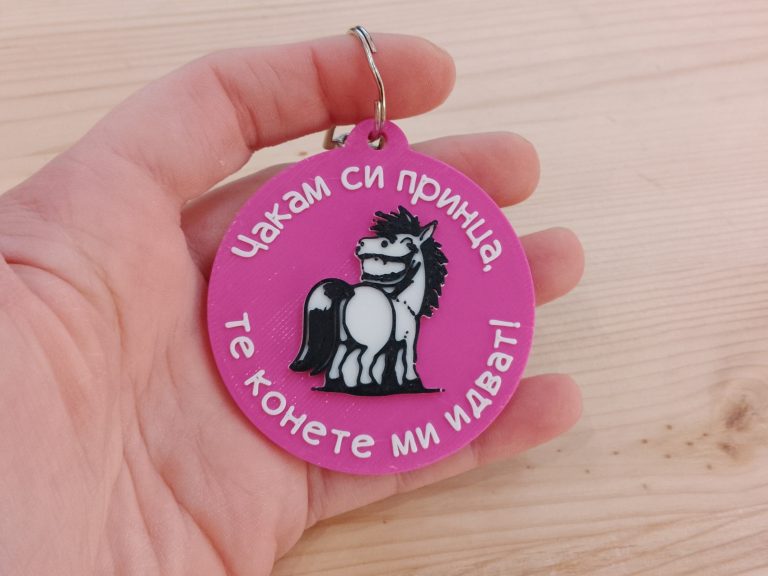 Чакам си принца,
те конете ми идват!